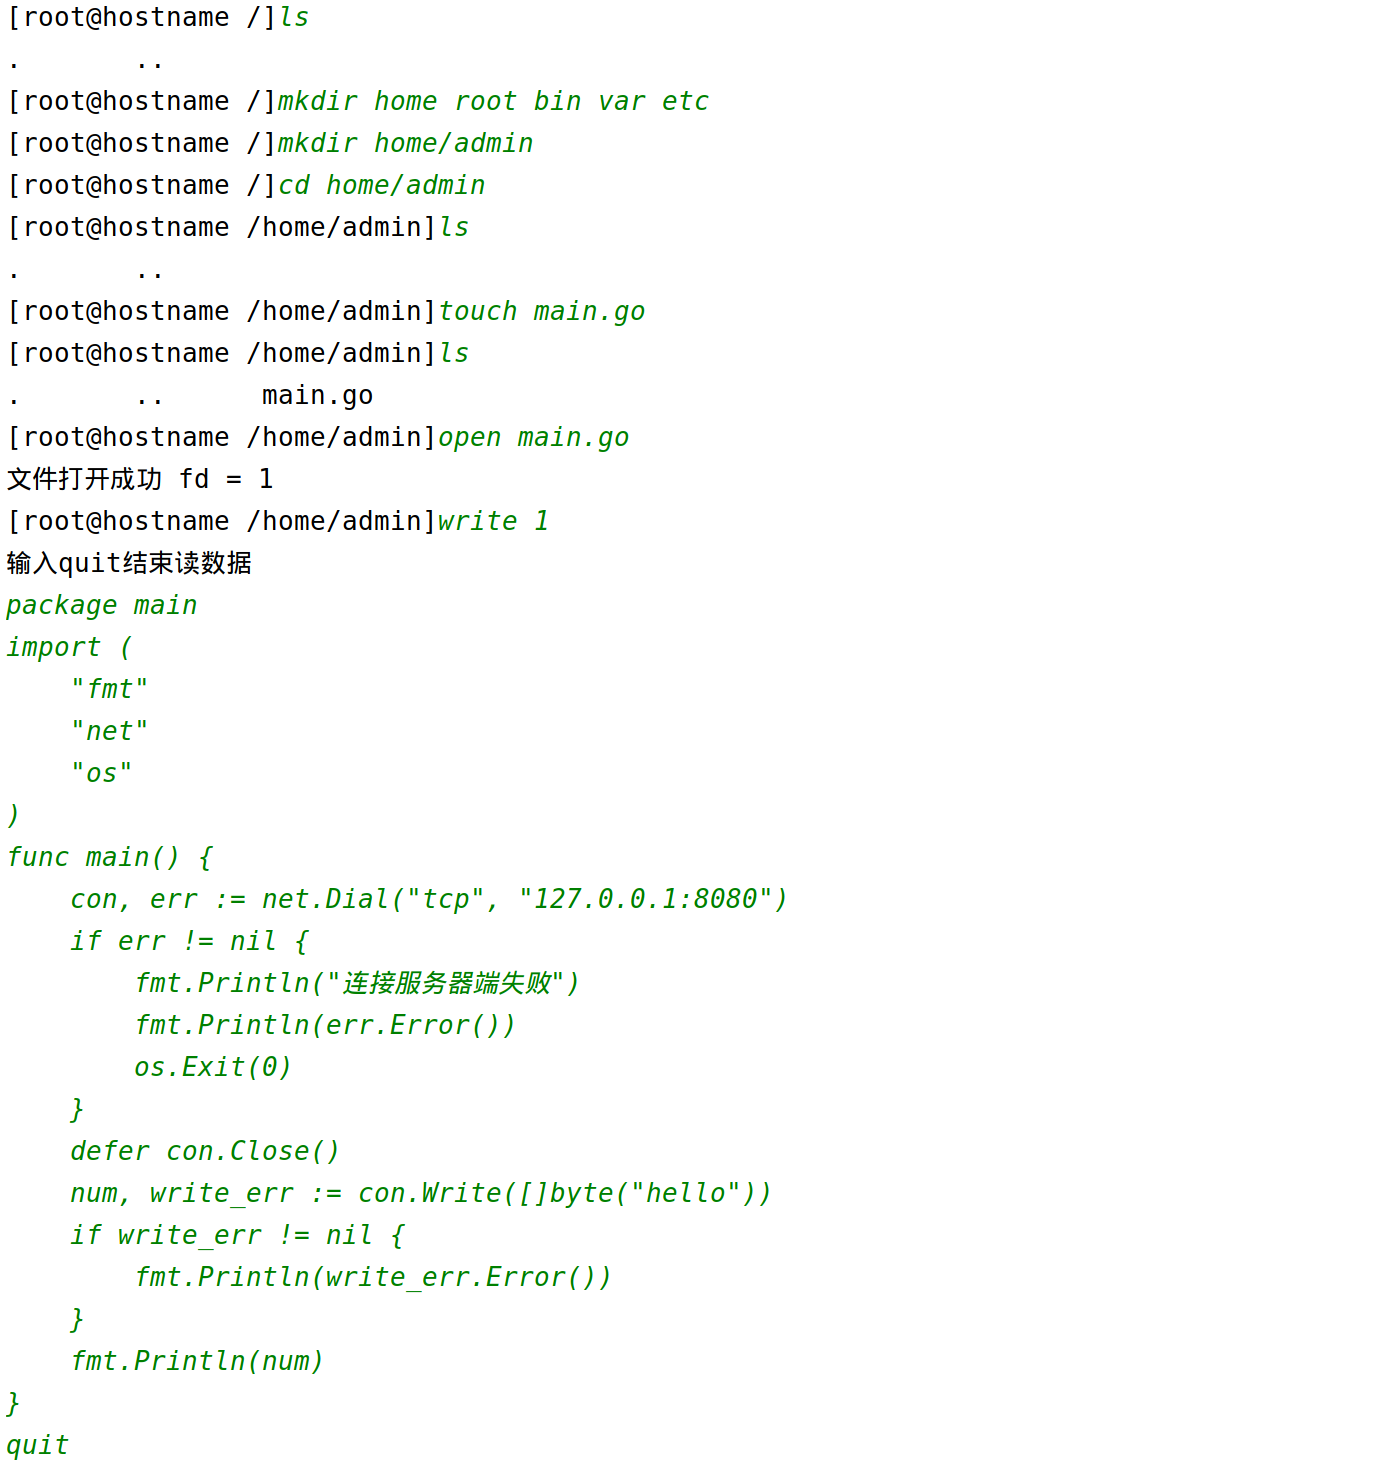 [root@hostname /]ls
.       ..
[root@hostname /]mkdir home root bin var etc
[root@hostname /]mkdir home/admin
[root@hostname /]cd home/admin
[root@hostname /home/admin]ls
.       ..
[root@hostname /home/admin]touch main.go
[root@hostname /home/admin]ls
.       ..      main.go
[root@hostname /home/admin]open main.go
文件打开成功 fd = 1
[root@hostname /home/admin]write 1
输入quit结束读数据
package main
import (
    "fmt"
    "net"
    "os"
)
func main() {
    con, err := net.Dial("tcp", "127.0.0.1:8080")
    if err != nil {
        fmt.Println("连接服务器端失败")
        fmt.Println(err.Error())
        os.Exit(0)
    }
    defer con.Close()
    num, write_err := con.Write([]byte("hello"))
    if write_err != nil {
        fmt.Println(write_err.Error())
    }
    fmt.Println(num)
}
quit